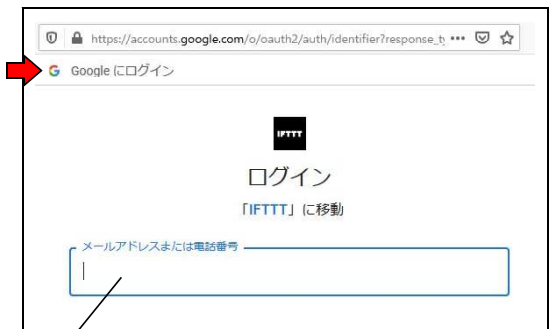 https://accounts.google.com/o/oauth2/auth/identifier?response_t
Google にログイン
IFTTT
ログイン
「IFTTT」に移動
メールアドレスまたは電話番号